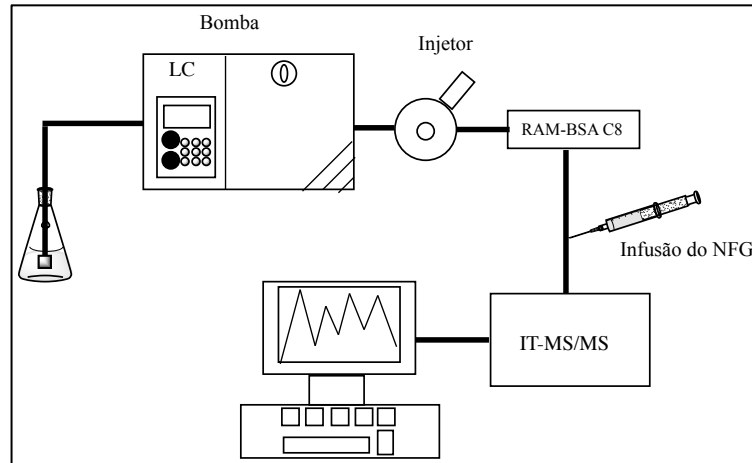 Bomba
Injetor
LC
RAM-BSA C8
Infusão do NFG
IT-MS/MS